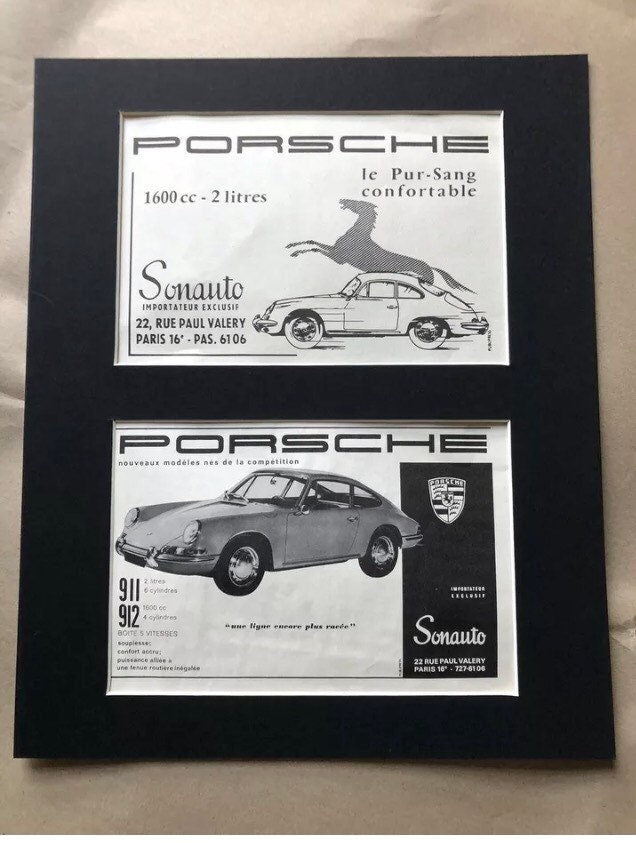 PORSCHE
le Pur-Sang
confortable
1600 cc - 2 litres
Sonauto
IMPORTATEUR EXCLUSIF
22, RUE PAUL VALERY
PARIS 16e - PAS. 61 06
PORSCHE
nouveaux modèles nés de la compétition
PORSCHE
911 2 litres
6 cylindres
912 1600 cc
4 cylindres
BOITE 5 VITESSES
souplesse;
confort accru;
puissance alliée à
une tenue routière inégalée
"une ligne encore plus racée"
IMPORTATEUR
EXCLUSIF
Sonauto
22 RUE PAUL VALERY
PARIS 16e - 727-61 06